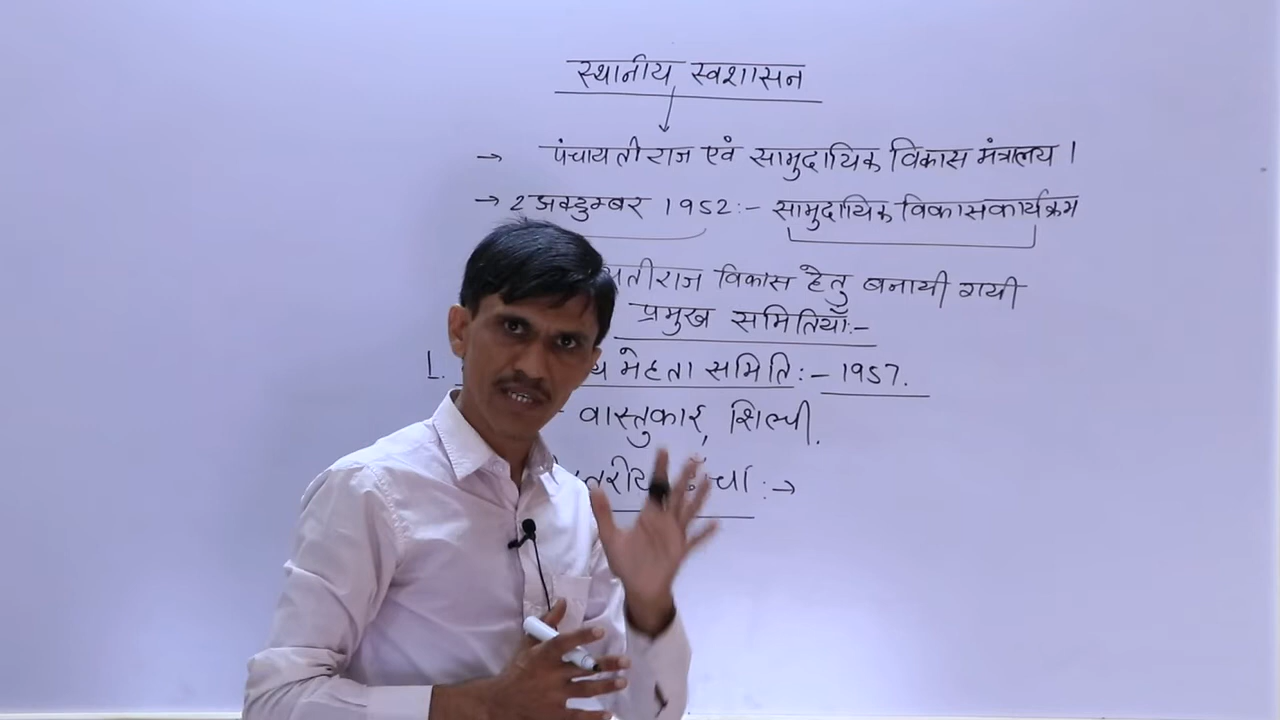 स्थानीय स्वशासन
→ पंचायतीराज एवं सामुदायिक विकास मंत्रालय ।
→ 2 अक्टुम्बर 1952:- सामुदायिक विकास कार्यक्रम
विकास हेतु बनायी गयी
प्रमुख समितियाँ:-
1. मेहता समिति:- 1957.
वास्तुकार, शिल्पी.